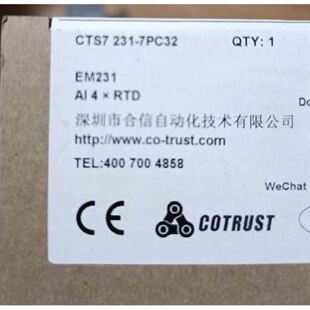 CTS7 231-7PC32 QTY: 1
EM231
AI 4 × RTD
Do
深圳市合信自动化技术有限公司
http://www.co-trust.com
TEL:400 700 4858
WeChat
CE COTRUST